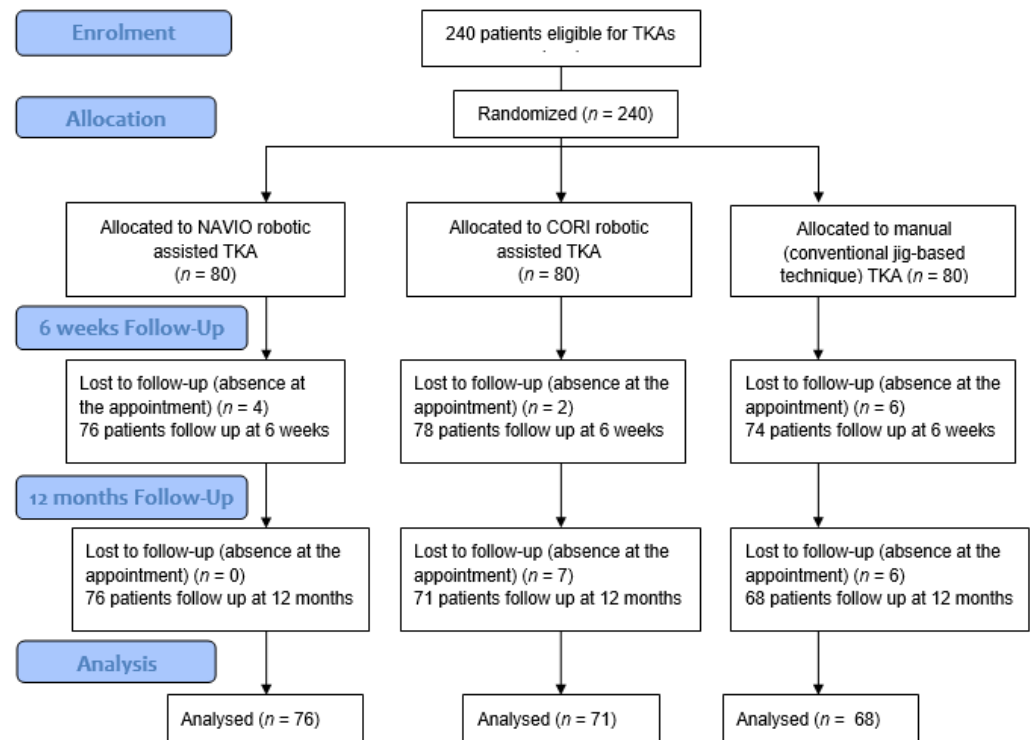 Enrolment
240 patients eligible for TKAs
Allocation
Randomized (n = 240)
Allocated to NAVIO robotic
assisted TKA
(n = 80)
Allocated to CORI robotic
assisted TKA
(n = 80)
Allocated to manual
(conventional jig-based
technique) TKA (n = 80)
6 weeks Follow-Up
Lost to follow-up (absence at
the appointment) (n = 4)
76 patients follow up at 6 weeks
Lost to follow-up (absence at the
appointment) (n = 2)
78 patients follow up at 6 weeks
Lost to follow-up (absence at the
appointment) (n = 6)
74 patients follow up at 6 weeks
12 months Follow-Up
Lost to follow-up (absence at the
appointment) (n = 0)
76 patients follow up at 12 months
Lost to follow-up (absence at the
appointment) (n = 7)
71 patients follow up at 12 months
Lost to follow-up (absence at the
appointment) (n = 6)
68 patients follow up at 12 months
Analysis
Analysed (n = 76)
Analysed (n = 71)
Analysed (n = 68)